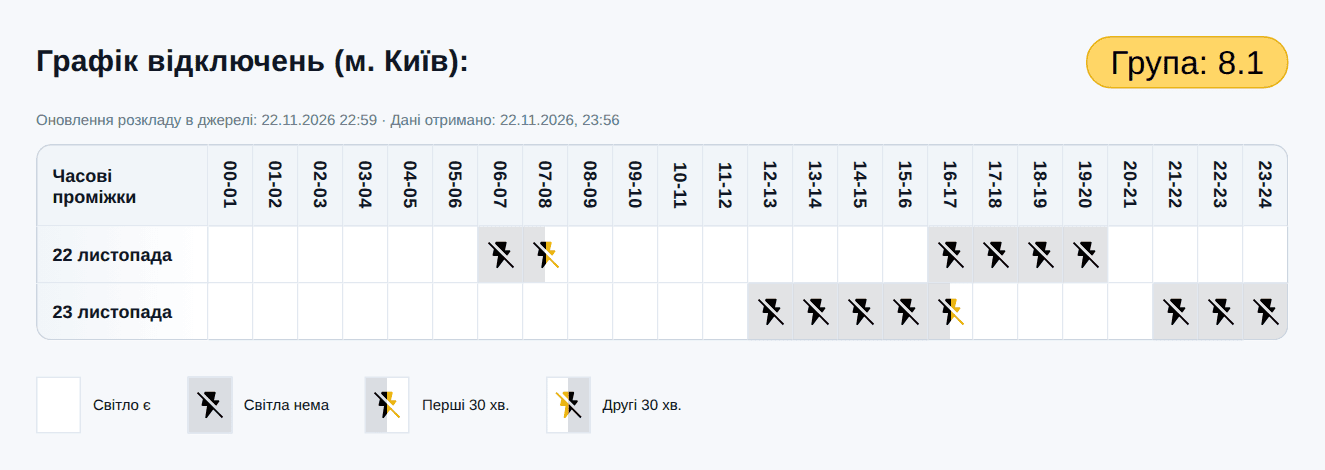 Графік відключень (м. Київ):
Група: 8.1
Оновлення розкладу в джерелі: 22.11.2026 22:59 · Дані отримано: 22.11.2026, 23:56
Часові проміжки 00-01 01-02 02-03 03-04 04-05 05-06 06-07 07-08 08-09 09-10 10-11 11-12 12-13 13-14 14-15 15-16 16-17 17-18 18-19 19-20 20-21 21-22 22-23 23-24
22 листопада
23 листопада
Світло є Світла нема Перші 30 хв. Другі 30 хв.